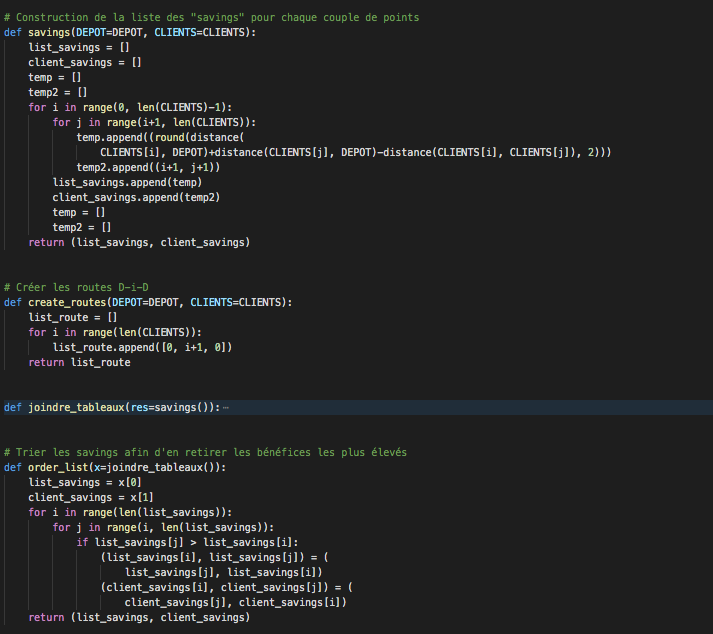 # Construction de la liste des "savings" pour chaque couple de points
def savings(DEPOT=DEPOT, CLIENTS=CLIENTS):
    list_savings = []
    client_savings = []
    temp = []
    temp2 = []
    for i in range(0, len(CLIENTS)-1):
        for j in range(i+1, len(CLIENTS)):
            temp.append((round(distance(
                CLIENTS[i], DEPOT)+distance(CLIENTS[j], DEPOT)-distance(CLIENTS[i], CLIENTS[j]), 2)))
            temp2.append((i+1, j+1))
        list_savings.append(temp)
        client_savings.append(temp2)
        temp = []
        temp2 = []
    return (list_savings, client_savings)
# Créer les routes D-i-D
def create_routes(DEPOT=DEPOT, CLIENTS=CLIENTS):
    list_route = []
    for i in range(len(CLIENTS)):
        list_route.append([0, i+1, 0])
    return list_route
def joindre_tableaux(res=savings()):⋯
# Trier les savings afin d'en retirer les bénéfices les plus élevés
def order_list(x=joindre_tableaux()):
    list_savings = x[0]
    client_savings = x[1]
    for i in range(len(list_savings)):
        for j in range(i, len(list_savings)):
            if list_savings[j] > list_savings[i]:
                (list_savings[i], list_savings[j]) = (
                    list_savings[j], list_savings[i])
                (client_savings[i], client_savings[j]) = (
                    client_savings[j], client_savings[i])
    return (list_savings, client_savings)